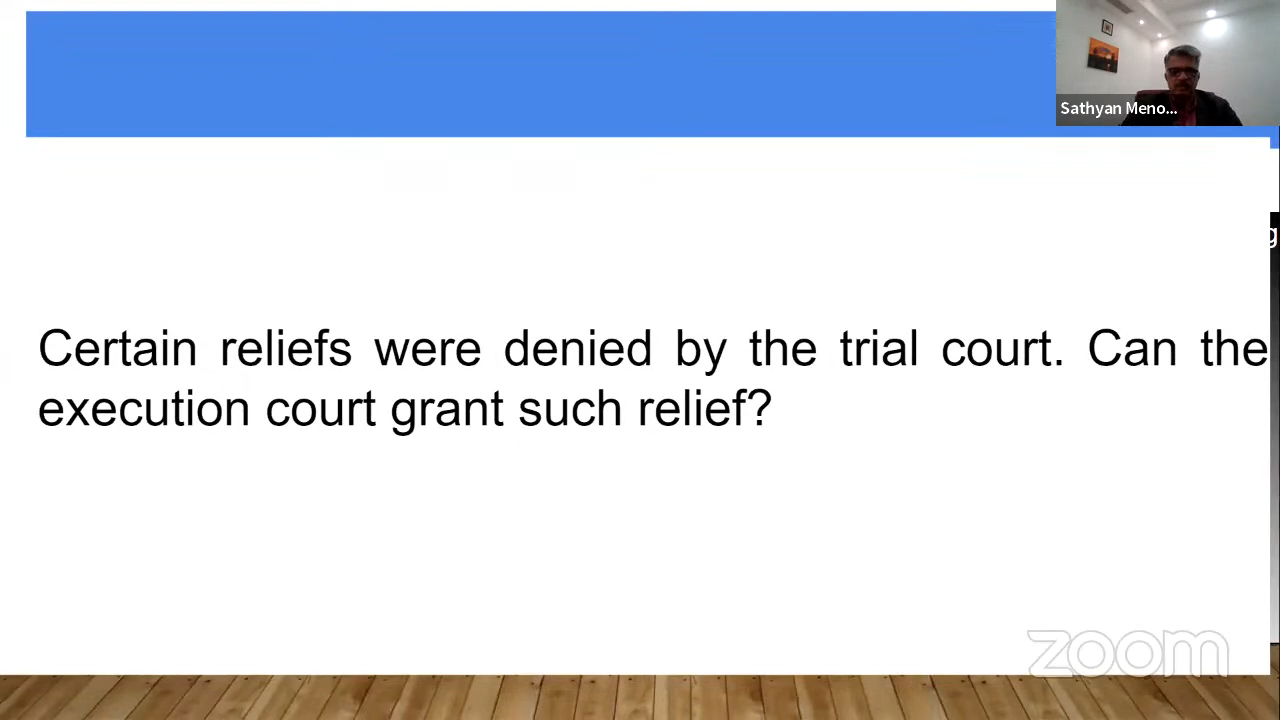 Sathyan Meno...
g
Certain reliefs were denied by the trial court. Can the
execution court grant such relief?
zoom